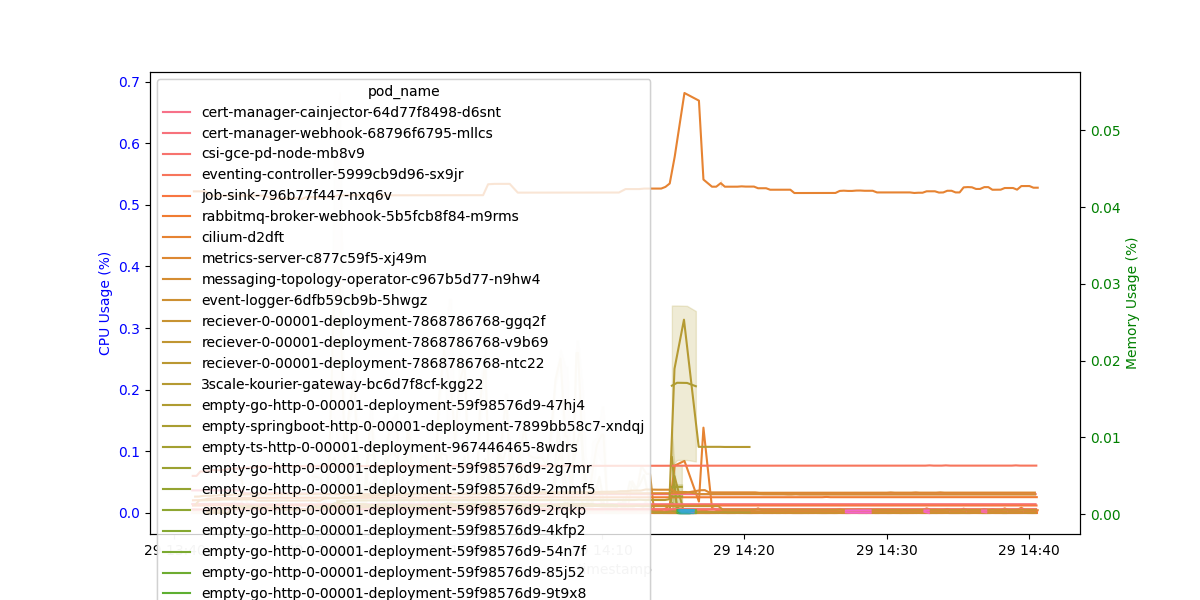 pod_name
cert-manager-cainjector-64d77f8498-d6snt
cert-manager-webhook-68796f6795-mllcs
csi-gce-pd-node-mb8v9
eventing-controller-5999cb9d96-sx9jr
job-sink-796b77f447-nxq6v
rabbitmq-broker-webhook-5b5fcb8f84-m9rms
cilium-d2dft
metrics-server-c877c59f5-xj49m
messaging-topology-operator-c967b5d77-n9hw4
event-logger-6dfb59cb9b-5hwgz
reciever-0-00001-deployment-7868786768-ggq2f
reciever-0-00001-deployment-7868786768-v9b69
reciever-0-00001-deployment-7868786768-ntc22
3scale-kourier-gateway-bc6d7f8cf-kgg22
empty-go-http-0-00001-deployment-59f98576d9-47hj4
empty-springboot-http-0-00001-deployment-7899bb58c7-xndqj
empty-ts-http-0-00001-deployment-967446465-8wdrs
empty-go-http-0-00001-deployment-59f98576d9-2g7mr
empty-go-http-0-00001-deployment-59f98576d9-2mmf5
empty-go-http-0-00001-deployment-59f98576d9-2rqkp
empty-go-http-0-00001-deployment-59f98576d9-4kfp2
empty-go-http-0-00001-deployment-59f98576d9-54n7f
empty-go-http-0-00001-deployment-59f98576d9-85j52
empty-go-http-0-00001-deployment-59f98576d9-9t9x8
CPU Usage (%)
0.7
0.6
0.5
0.4
0.3
0.2
0.1
0.0
Memory Usage (%)
0.05
0.04
0.03
0.02
0.01
0.00
29 14:20
29 14:30
29 14:40